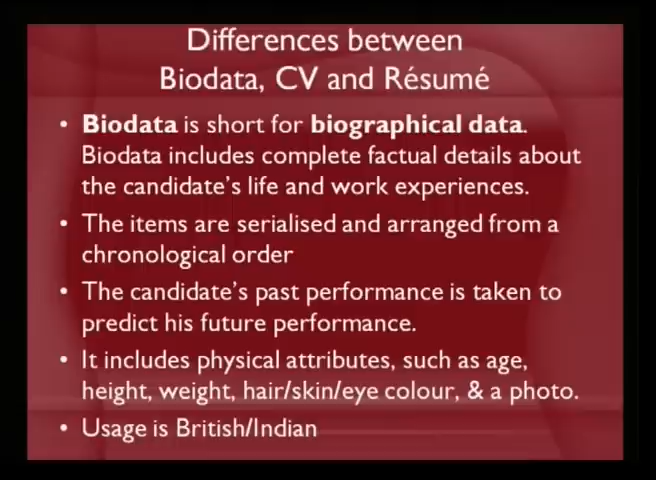 Differences between
Biodata, CV and Résumé
• Biodata is short for biographical data.
Biodata includes complete factual details about
the candidate's life and work experiences.
• The items are serialised and arranged from a
chronological order
• The candidate's past performance is taken to
predict his future performance.
• It includes physical attributes, such as age,
height, weight, hair/skin/eye colour, & a photo.
• Usage is British/Indian